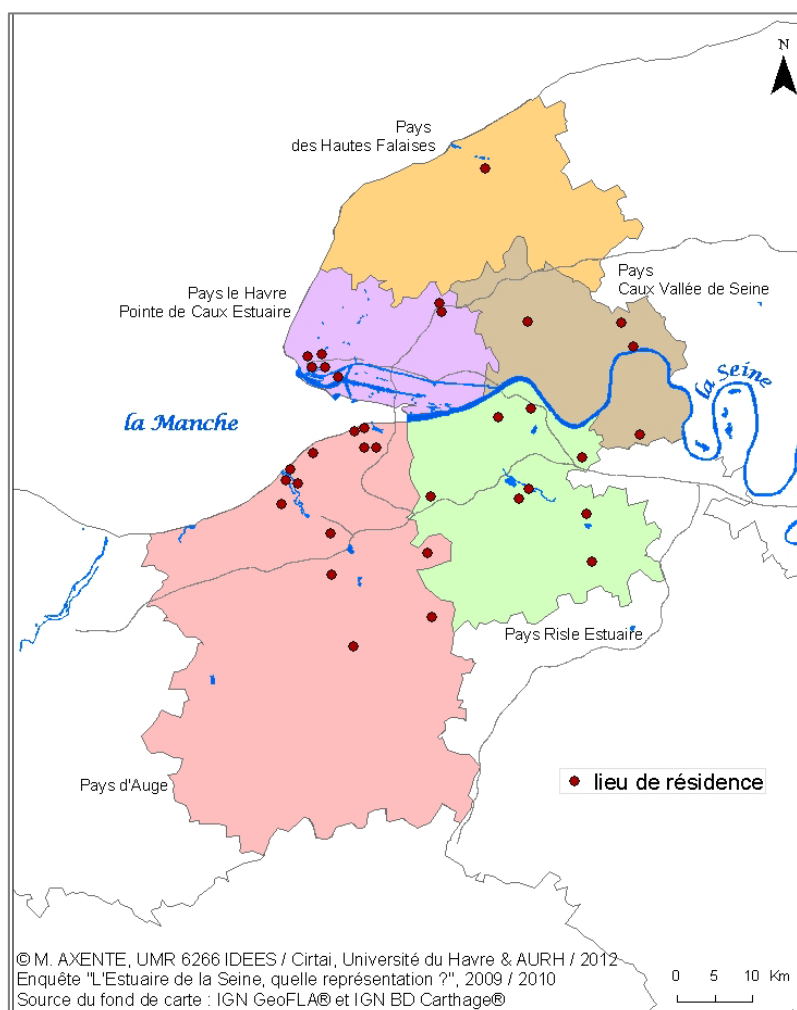 N
Pays
des Hautes Falaises
Pays
Caux Vallée de Seine
Pays le Havre
Pointe de Caux Estuaire
la Seine
la Manche
Pays Risle Estuaire
Pays d'Auge
lieu de résidence
© M. AXENTE, UMR 6266 IDEES / Cirtai, Université du Havre & AURH / 2012
Enquête "L'Estuaire de la Seine, quelle représentation ?", 2009 / 2010
Source du fond de carte : IGN GeoFLA® et IGN BD Carthage®
0 5 10 Km